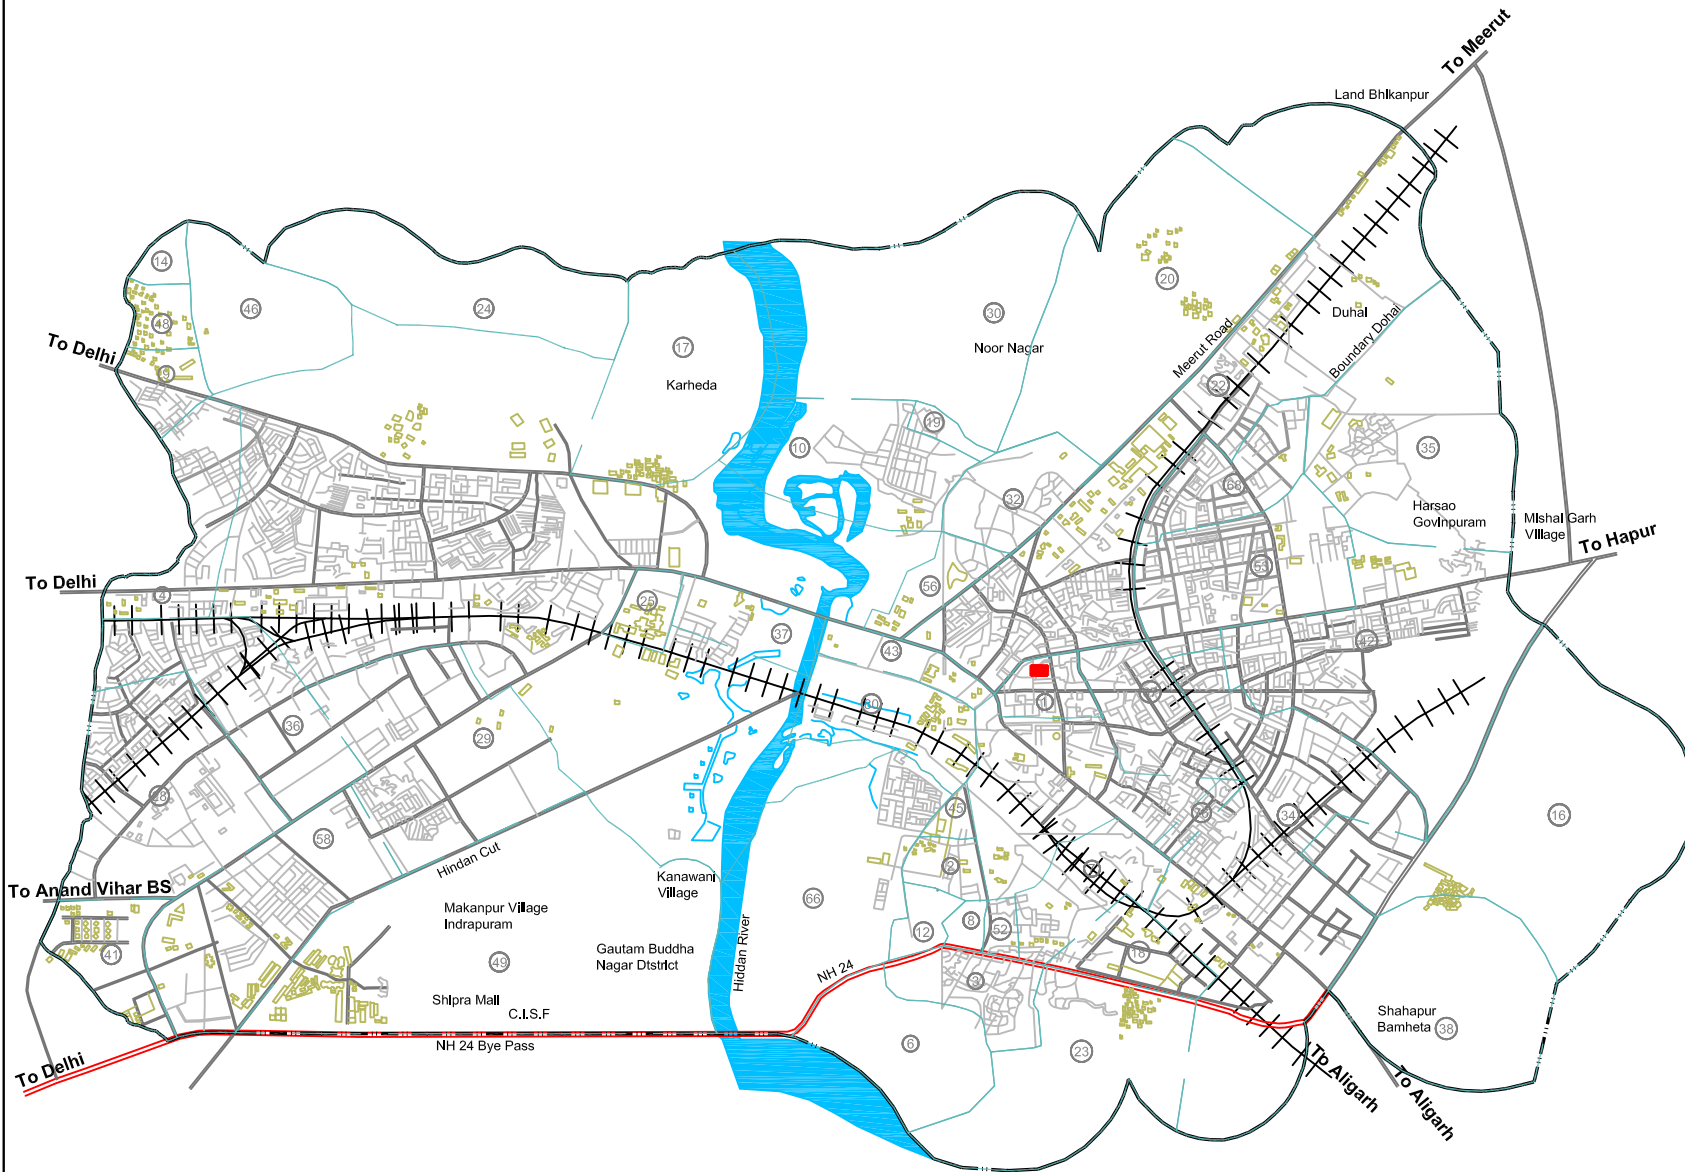 To Meerut
Land Bhikanpur
14
46
24
30
20
48
17
Noor Nagar
Duhai
Boundary Dohai
Meerut Road
To Delhi
Karheda
22
19
10
35
68
32
Harsao
Govinpuram
Mishal Garh
Village
To Hapur
To Delhi
4
56
53
25
37
43
42
1
36
29
28
45
34
16
58
Hindan Cut
2
To Anand Vihar BS
Kanawani
Village
66
Makanpur Village
Indrapuram
8
12
52
41
49
Gautam Buddha
Nagar Dtstrict
Hiddan River
NH 24
18
3
Shipra Mall
C.I.S.F
Shahapur
Bamheta
38
NH 24 Bye Pass
6
23
To Delhi
To Aligarh
To Aligarh